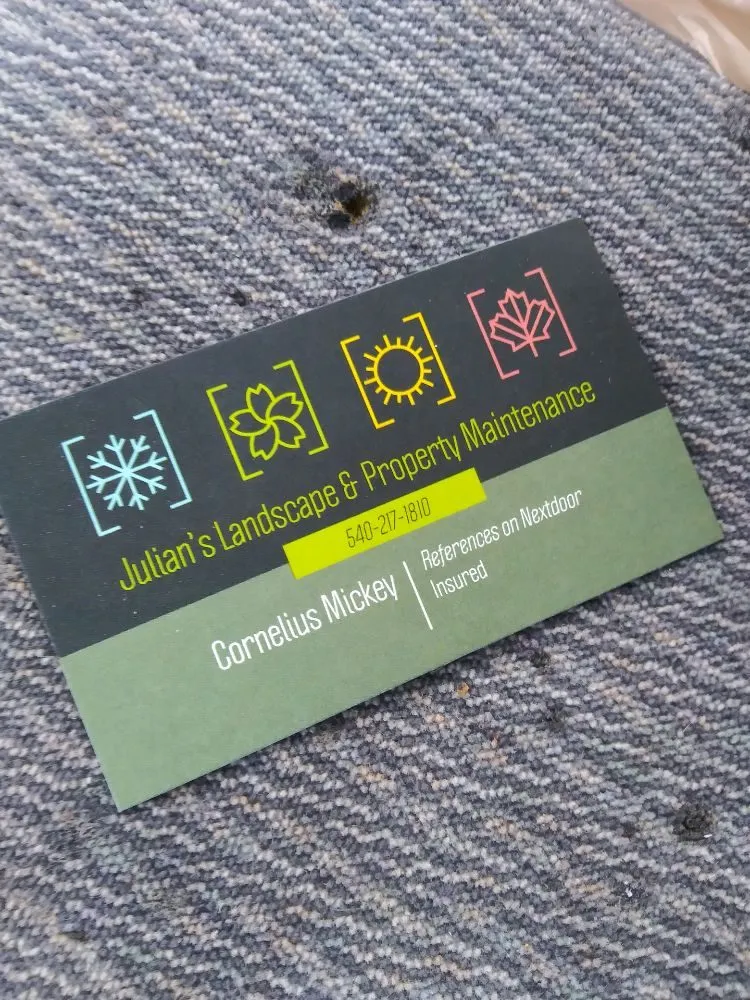 Julian's Landscape & Property Maintenance
540-217-1810
Cornelius Mickey
References on Nextdoor
Insured